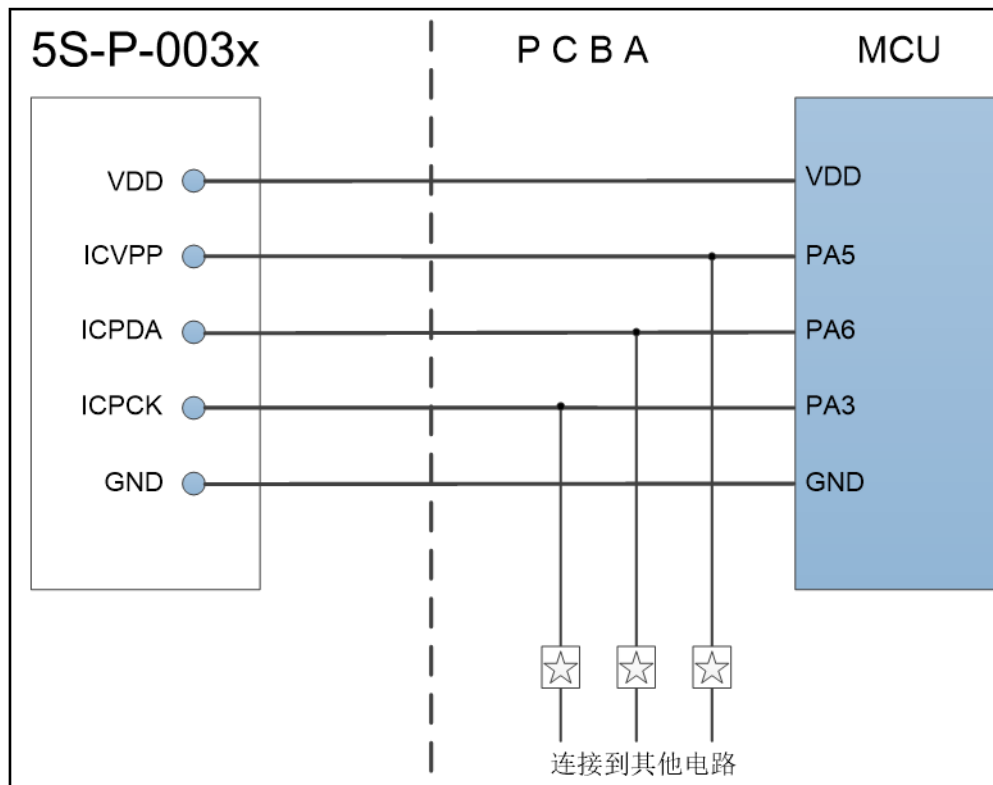 5S-P-003x
P C B A
MCU
VDD
VDD
ICVPP
PA5
ICPDA
PA6
ICPCK
PA3
GND
GND
连接到其他电路